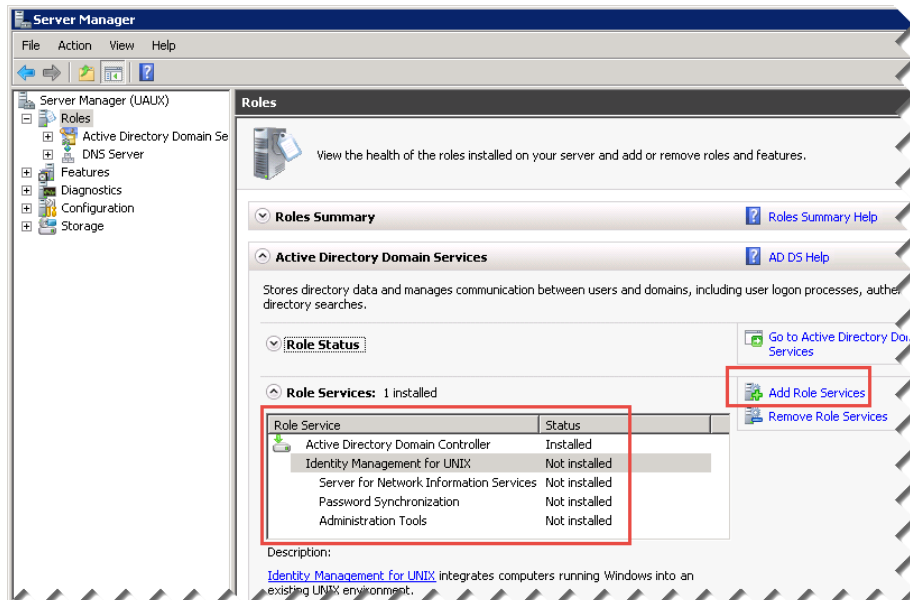 Server Manager
File Action View Help
Server Manager (UAUX)
Roles
Active Directory Domain Se
DNS Server
Features
Diagnostics
Configuration
Storage
Roles
View the health of the roles installed on your server and add or remove roles and features.
Roles Summary
Roles Summary Help
Active Directory Domain Services
AD DS Help
Stores directory data and manages communication between users and domains, including user logon processes, authe
directory searches.
Role Status
Go to Active Directory Do
Services
Role Services: 1 installed
Add Role Services
Remove Role Services
Role Service Status
Active Directory Domain Controller Installed
Identity Management for UNIX Not installed
Server for Network Information Services Not installed
Password Synchronization Not installed
Administration Tools Not installed
Description:
Identity Management for UNIX integrates computers running Windows into an
existing UNIX environment.